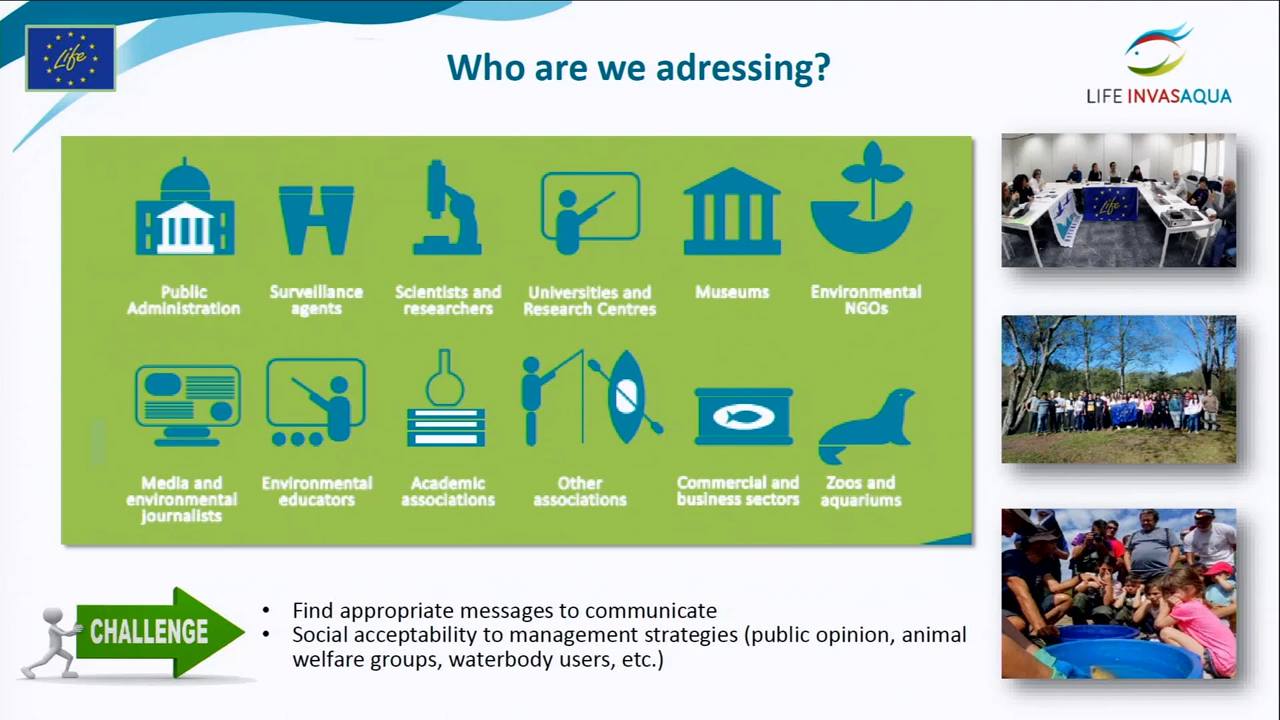 Life
Who are we adressing?
LIFE INVASAQUA
Public
Administration
Surveillance
agents
Scientists and
researchers
Universities and
Research Centres
Museums
Environmental
NGOs
Media and
environmental
journalists
Environmental
educators
Academic
associations
Other
associations
Commercial and
business sectors
Zoos and
aquariums
CHALLENGE
• Find appropriate messages to communicate
• Social acceptability to management strategies (public opinion, animal
welfare groups, waterbody users, etc.)
Life